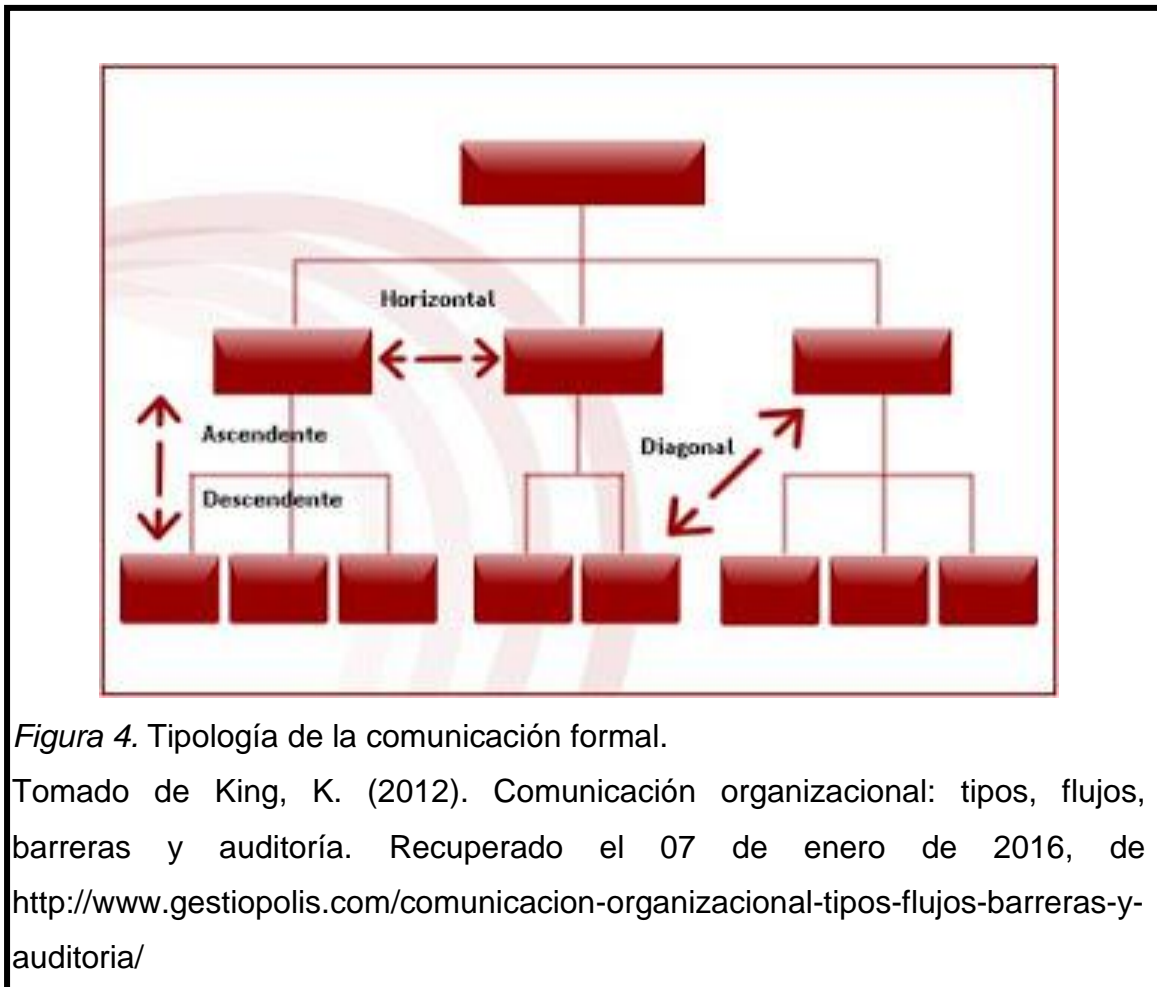 Horizontal
Ascendente
Diagonal
Descendente
Figura 4. Tipología de la comunicación formal.
Tomado de King, K. (2012). Comunicación organizacional: tipos, flujos,
barreras y auditoría. Recuperado el 07 de enero de 2016, de
http://www.gestiopolis.com/comunicacion-organizacional-tipos-flujos-barreras-y-
auditoria/